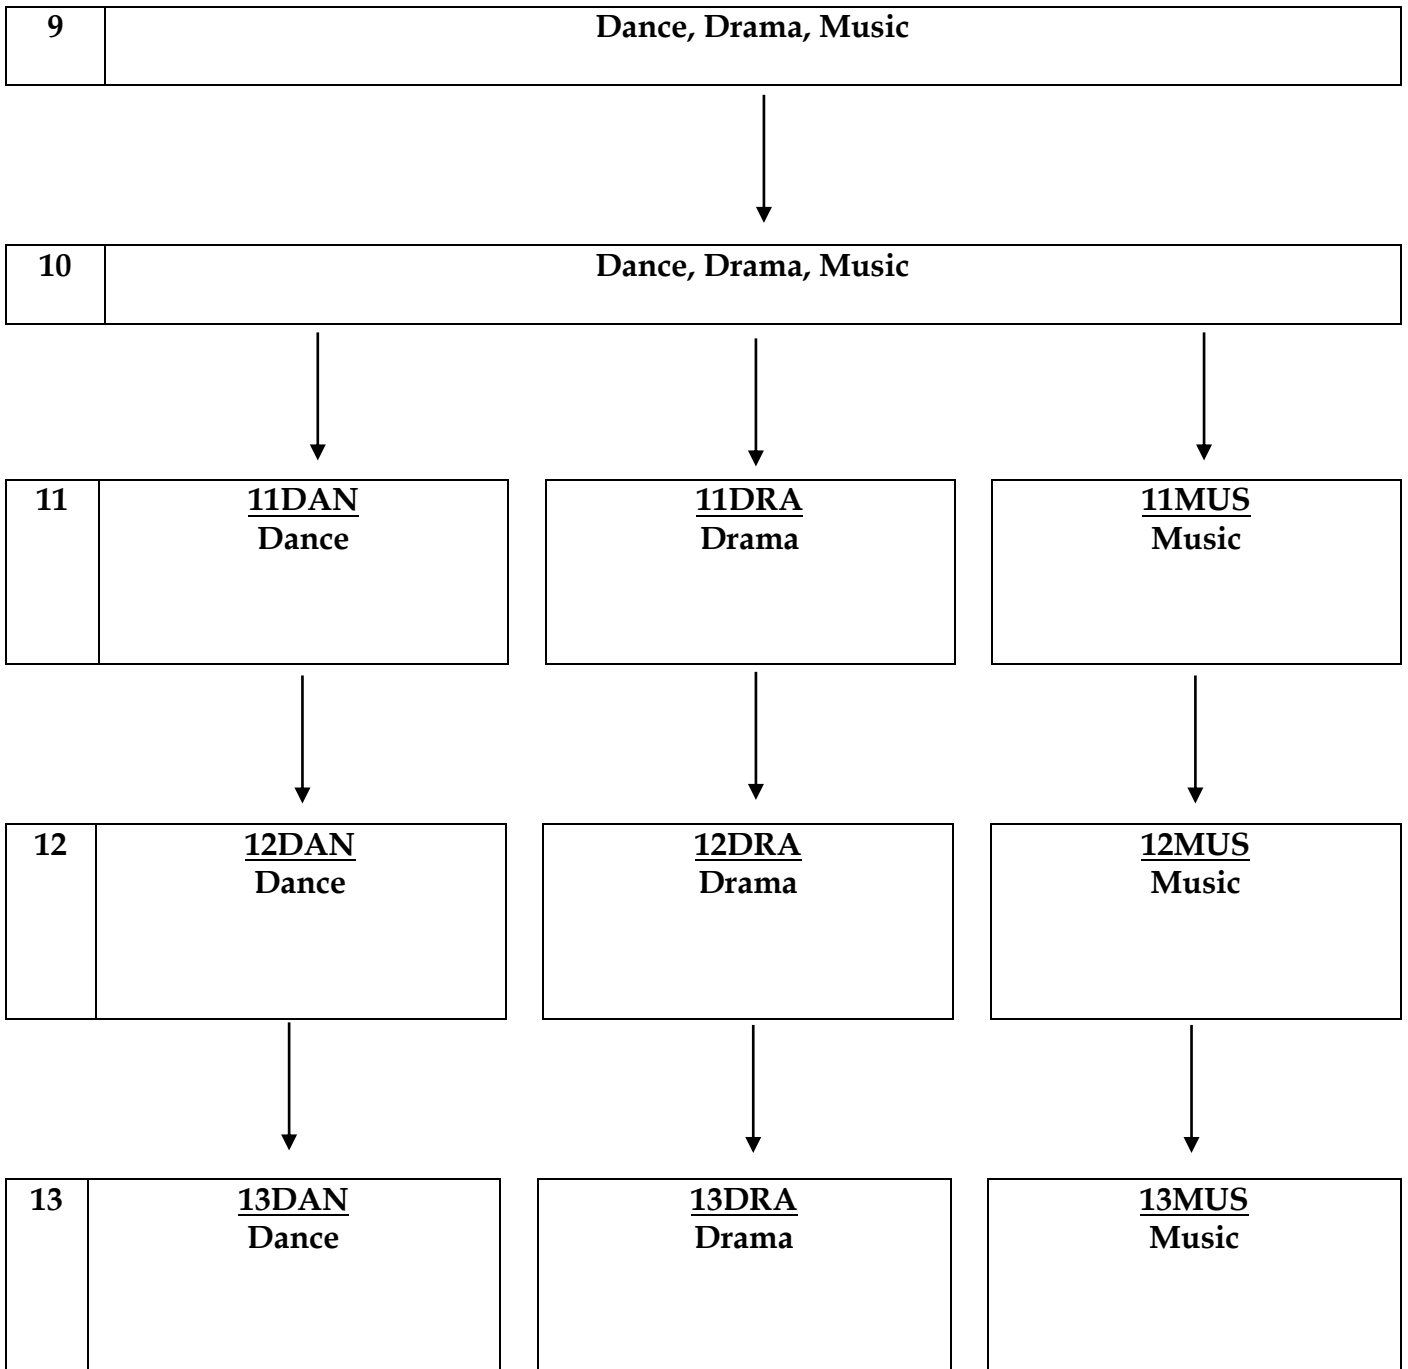 9 Dance, Drama, Music
10 Dance, Drama, Music
11 11DAN 11DRA 11MUS
Dance Drama Music
12 12DAN 12DRA 12MUS
Dance Drama Music
13 13DAN 13DRA 13MUS
Dance Drama Music